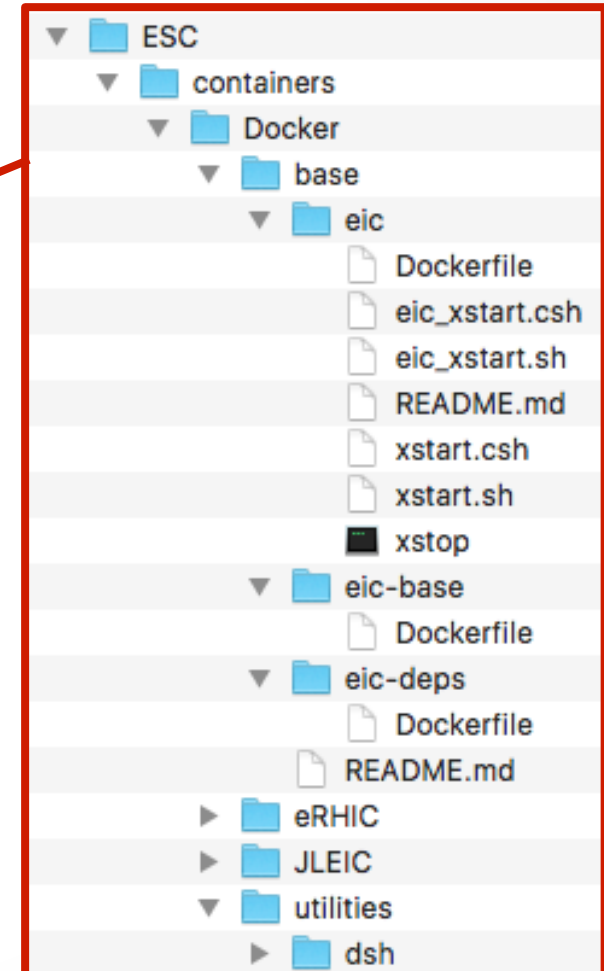 ESC
containers
Docker
base
eic
Dockerfile
eic_xstart.csh
eic_xstart.sh
README.md
xstart.csh
xstart.sh
xstop
eic-base
Dockerfile
eic-deps
Dockerfile
README.md
eRHIC
JLEIC
utilities
dsh